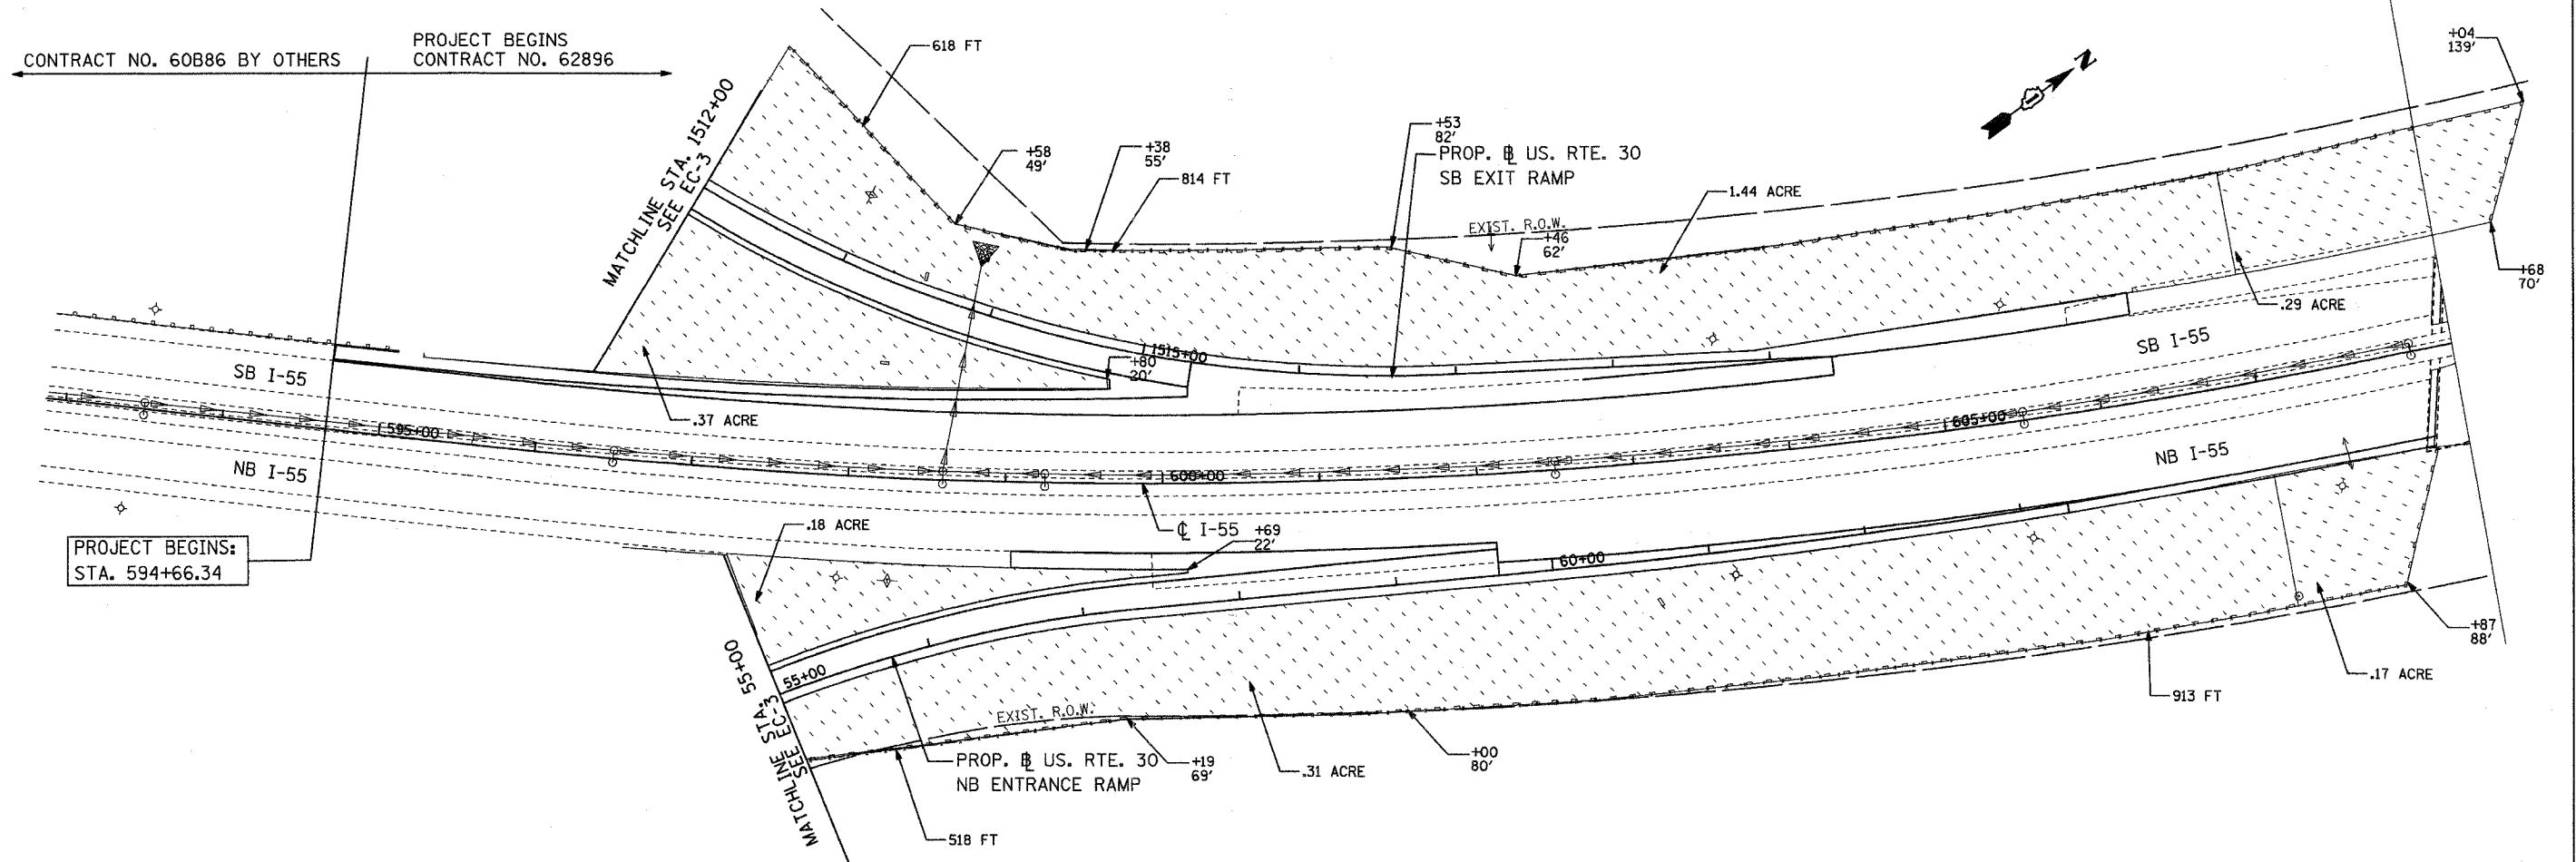 CONTRACT NO. 60B86 BY OTHERS
PROJECT BEGINS
CONTRACT NO. 62896
618 FT
MATCHLINE STA. 1512+00
SEE EC-3
+58
49'
+38
55'
814 FT
+53
82'
PROP. BL US. RTE. 30
SB EXIT RAMP
EXIST. R.O.W.
+46
62'
1.44 ACRE
N
+04
139'
+68
70'
.29 ACRE
SB I-55
SB I-55
1515+00
+80
20'
.37 ACRE
595+00
600+00
605+00
NB I-55
NB I-55
PROJECT BEGINS:
STA. 594+66.34
.18 ACRE
CL I-55
+69
22'
60+00
55+00
MATCHLINE STA. 55+00
SEE EC-3
EXIST. R.O.W.
PROP. BL US. RTE. 30
NB ENTRANCE RAMP
+19
69'
.31 ACRE
+00
80'
518 FT
913 FT
.17 ACRE
+87
88'